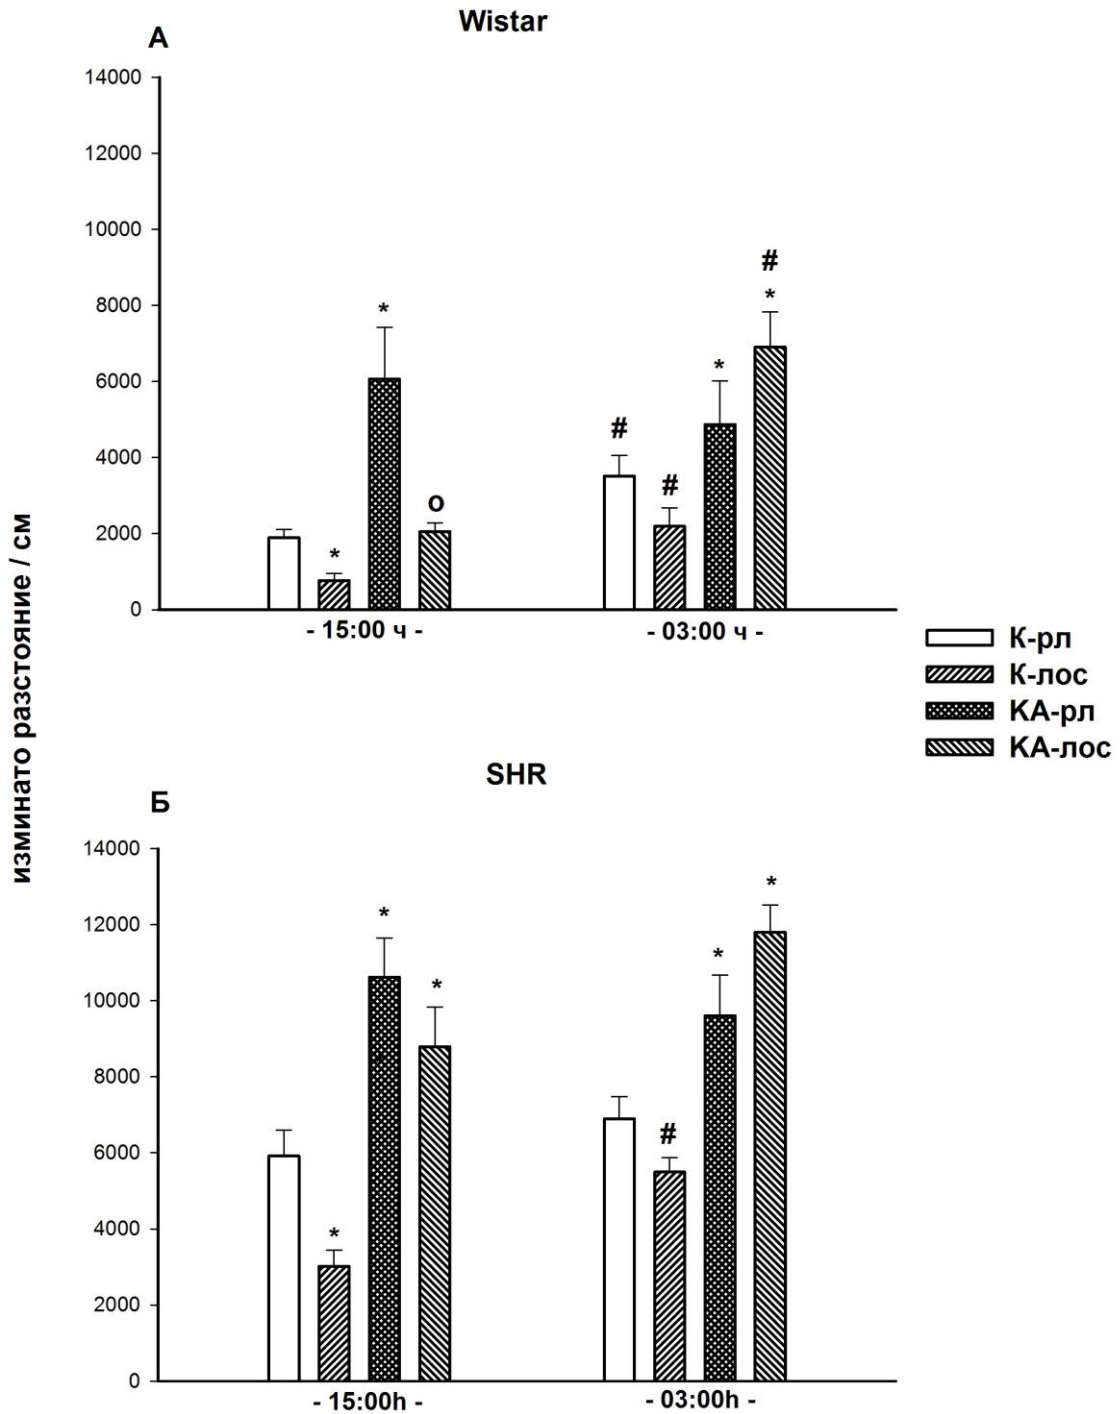 Wistar
А
14000
12000
10000
8000
6000
4000
2000
0
*
*
o
#
#
*
#
*
- 15:00 ч -
- 03:00 ч -
изминато разстояние / см
К-рл
К-лос
КА-рл
КА-лос
SHR
Б
14000
12000
10000
8000
6000
4000
2000
0
*
*
*
#
*
*
- 15:00h -
- 03:00h -